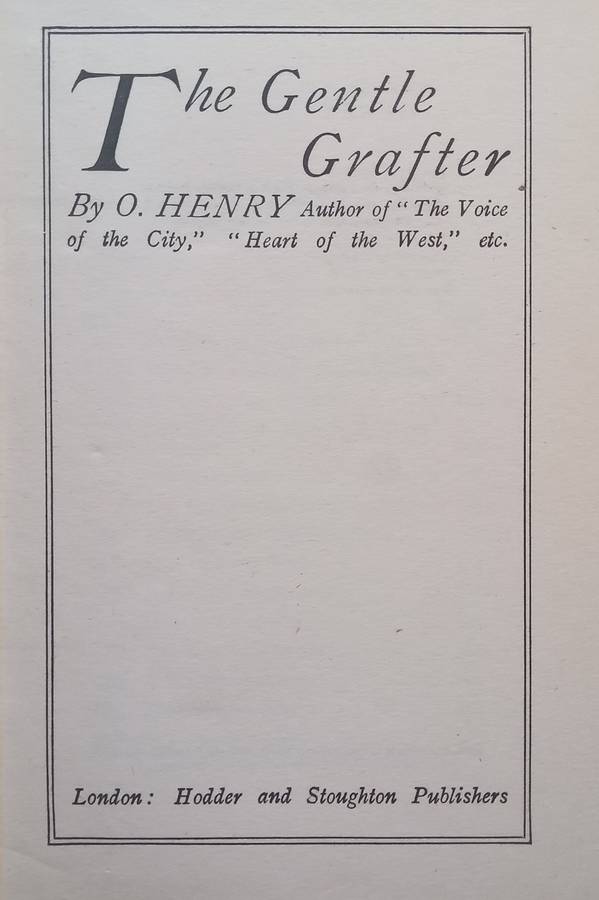 The Gentle
Grafter
By O. HENRY Author of "The Voice
of the City," "Heart of the West," etc.
London: Hodder and Stoughton Publishers